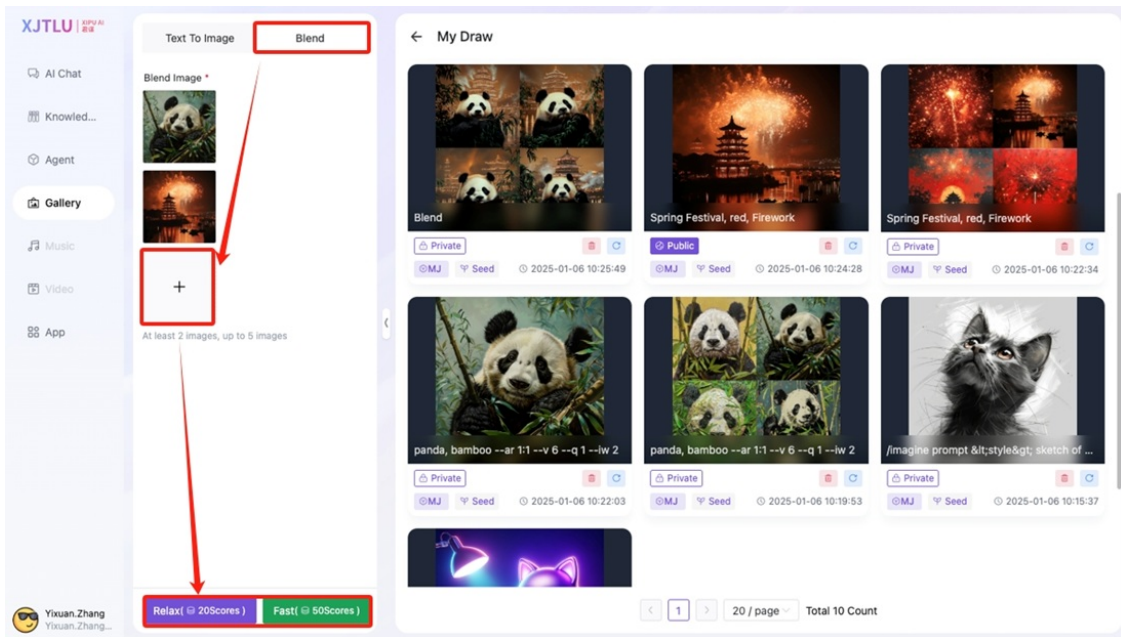 XJTLU | XIPU AI
君谋
AI Chat
Knowled...
Agent
Gallery
Music
Video
App
Yixuan.Zhang
Yixuan.Zhang...
Text To Image
Blend
Blend Image *
+
At least 2 images, up to 5 images
Relax( 20Scores )
Fast( 50Scores )
← My Draw
Blend
Private
MJ
Seed
2025-01-06 10:25:49
Spring Festival, red, Firework
Public
MJ
Seed
2025-01-06 10:24:28
Spring Festival, red, Firework
Private
MJ
Seed
2025-01-06 10:22:34
panda, bamboo --ar 1:1 --v 6 --q 1 --iw 2
Private
MJ
Seed
2025-01-06 10:22:03
panda, bamboo --ar 1:1 --v 6 --q 1 --iw 2
Private
MJ
Seed
2025-01-06 10:19:53
/imagine prompt &lt;style&gt; sketch of ...
Private
MJ
Seed
2025-01-06 10:15:37
< 1 >
20 / page
Total 10 Count